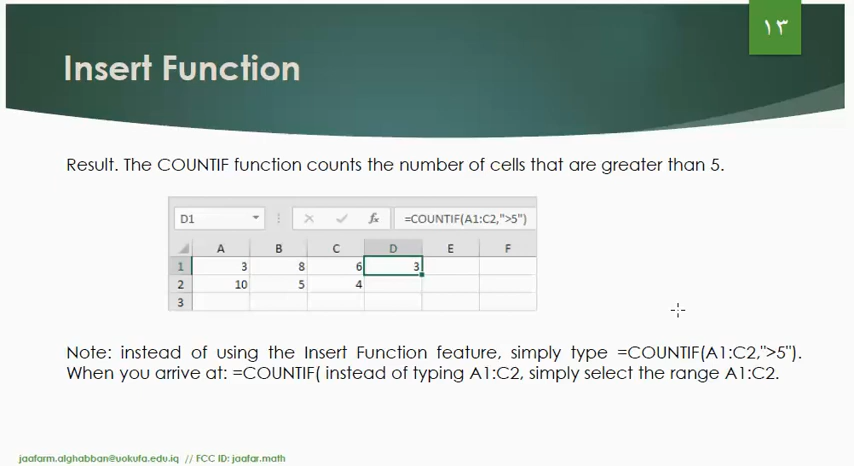 ١٣
Insert Function
Result. The COUNTIF function counts the number of cells that are greater than 5.
D1 fx =COUNTIF(A1:C2,">5")
A B C D E F
1 3 8 6 3
2 10 5 4
3
Note: instead of using the Insert Function feature, simply type =COUNTIF(A1:C2,">5").
When you arrive at: =COUNTIF( instead of typing A1:C2, simply select the range A1:C2.
jaafarm.alghabban@uokufa.edu.iq // FCC ID: jaafar.math